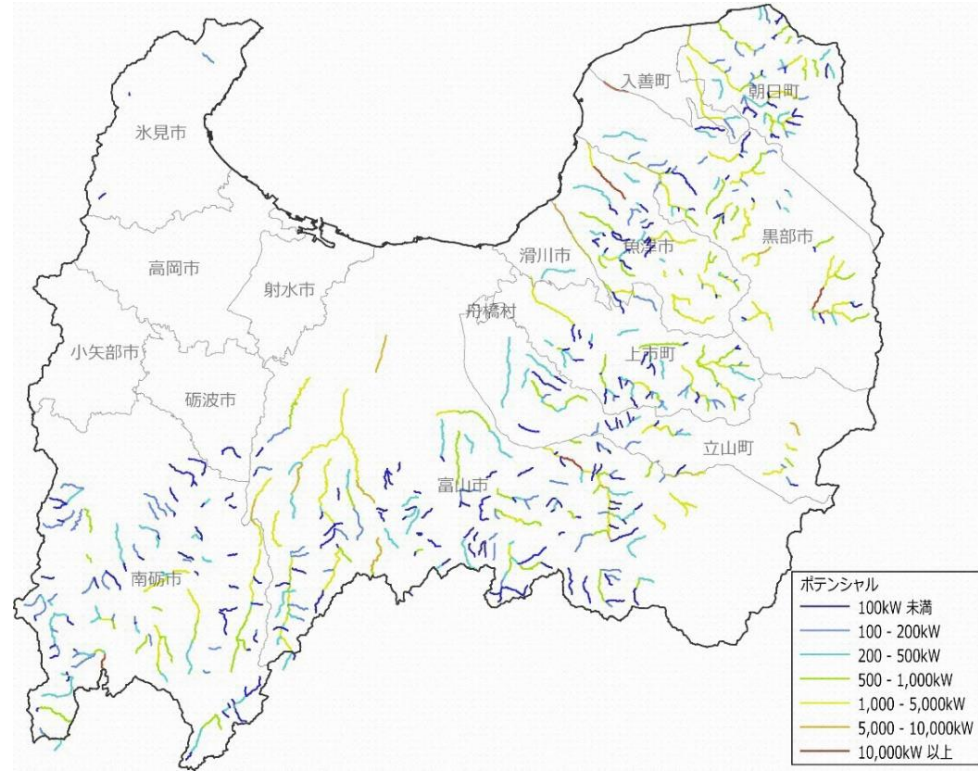 入善町
朝日町
氷見市
黒部市
魚津市
滑川市
高岡市
射水市
舟橋村
小矢部市
上市町
砺波市
立山町
富山市
南砺市
ポテンシャル
100kW 未満
100 - 200kW
200 - 500kW
500 - 1,000kW
1,000 - 5,000kW
5,000 - 10,000kW
10,000kW 以上